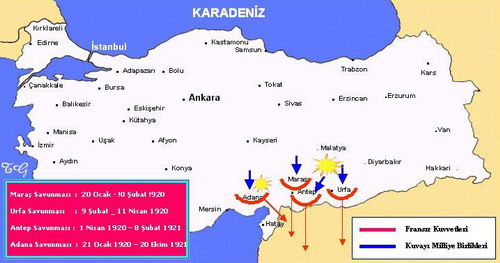 KARADENİZ
Kırklareli
Edirne
İstanbul
Kastamonu
Samsun
Trabzon
Kars
Çanakkale
Adapazarı
Bolu
Bursa
Tokat
Balıkesir
Ankara
Sivas
Erzincan
Erzurum
Eskişehir
Kütahya
Manisa
Uşak
Afyon
Kayseri
Van
İzmir
Malatya
Aydın
Konya
Diyarbakır
Hakkari
Maraş
Adana
Antep
Urfa
Mersin
Hatay
TG
Maraş Savunması : 20 Ocak - 10 Şubat 1920
Urfa Savunması : 9 Şubat _ 11 Nisan 1920
Antep Savunması : 1 Nisan 1920 – 8 Şubat 1921
Adana Savunması : 21 Ocak 1920 – 20 Ekim 1921
Fransız Kuvvetleri
Kuvayı Milliye Birlikleri